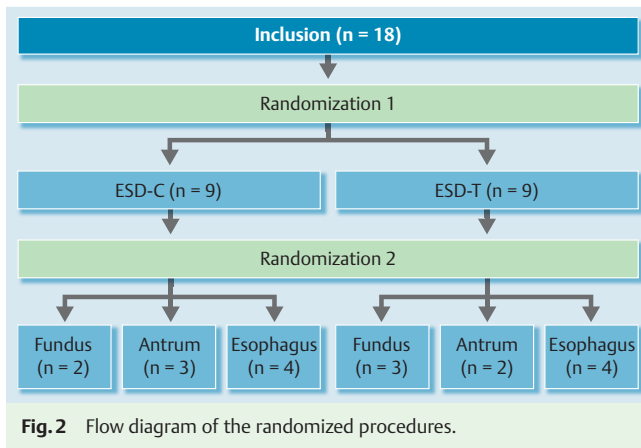 Inclusion (n = 18)
Randomization 1
ESD-C (n = 9)
ESD-T (n = 9)
Randomization 2
Fundus
(n = 2)
Antrum
(n = 3)
Esophagus
(n = 4)
Fundus
(n = 3)
Antrum
(n = 2)
Esophagus
(n = 4)
Fig. 2 Flow diagram of the randomized procedures.